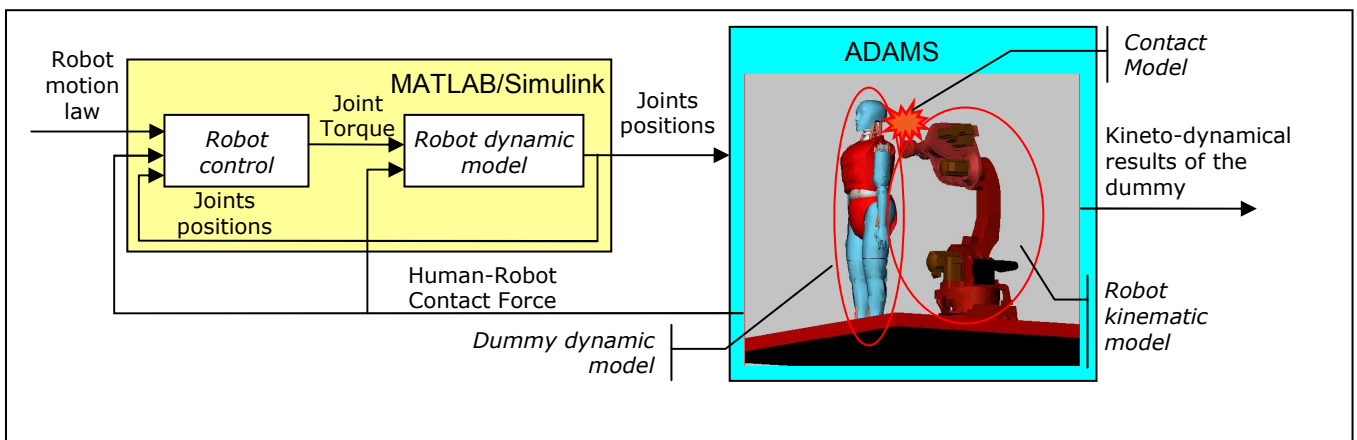 Robot
motion
law
MATLAB/Simulink
Robot
control
Joint
Torque
Robot dynamic
model
Joints
positions
Joints
positions
Human-Robot
Contact Force
ADAMS
Contact
Model
Kineto-dynamical
results of the
dummy
Robot
kinematic
model
Dummy dynamic
model